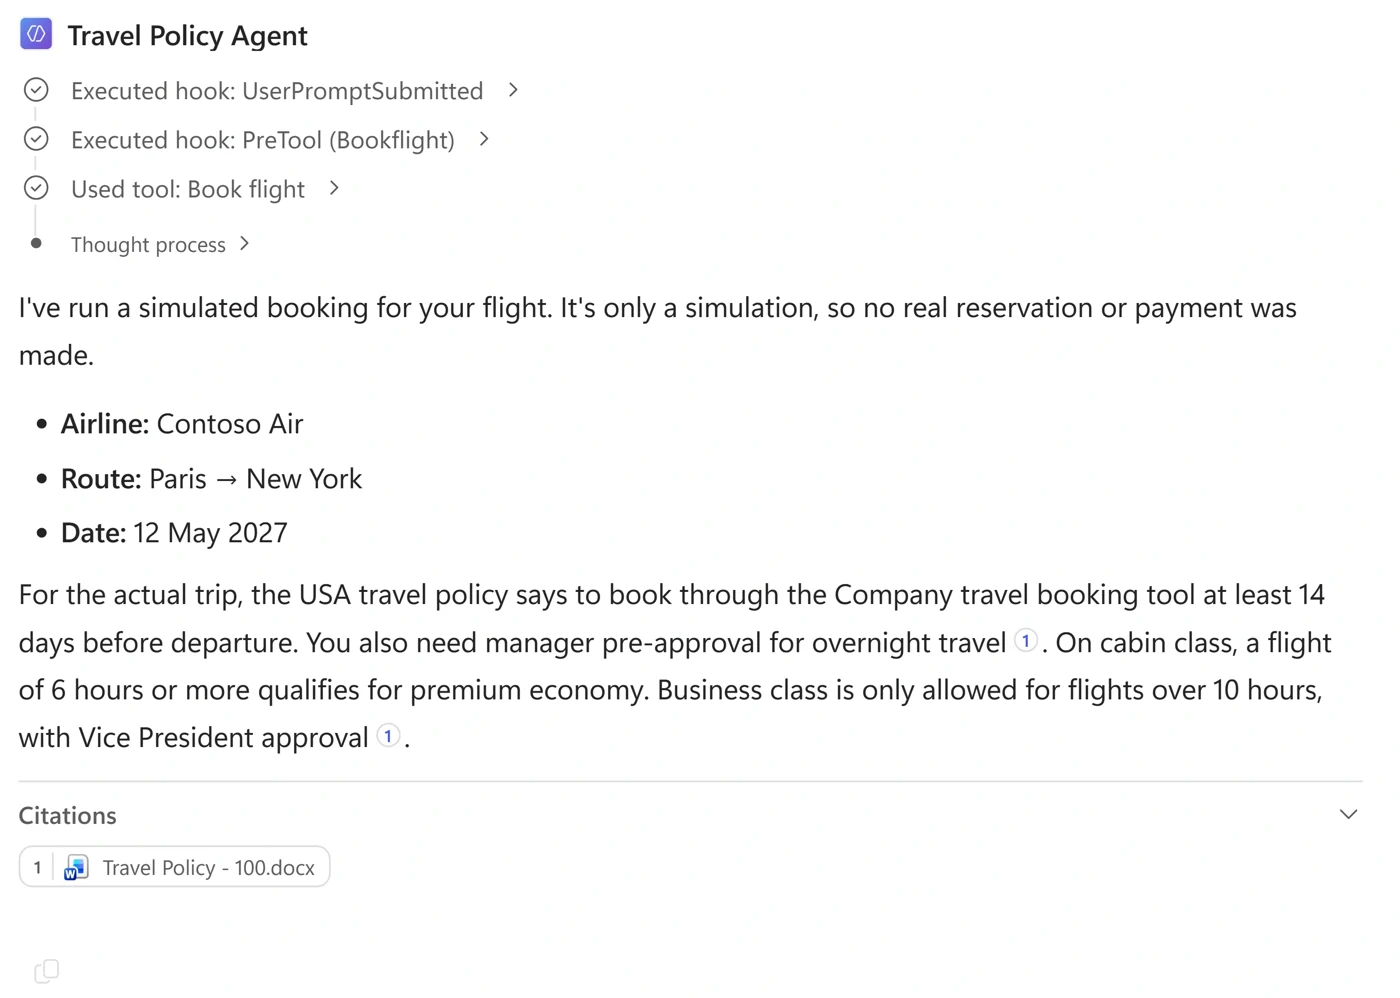 Travel Policy Agent
Executed hook: UserPromptSubmitted
Executed hook: PreTool (Bookflight)
Used tool: Book flight
Thought process
I've run a simulated booking for your flight. It's only a simulation, so no real reservation or payment was
made.
• Airline: Contoso Air
• Route: Paris → New York
• Date: 12 May 2027
For the actual trip, the USA travel policy says to book through the Company travel booking tool at least 14
days before departure. You also need manager pre-approval for overnight travel 1. On cabin class, a flight
of 6 hours or more qualifies for premium economy. Business class is only allowed for flights over 10 hours,
with Vice President approval 1.
Citations
1 W Travel Policy - 100.docx